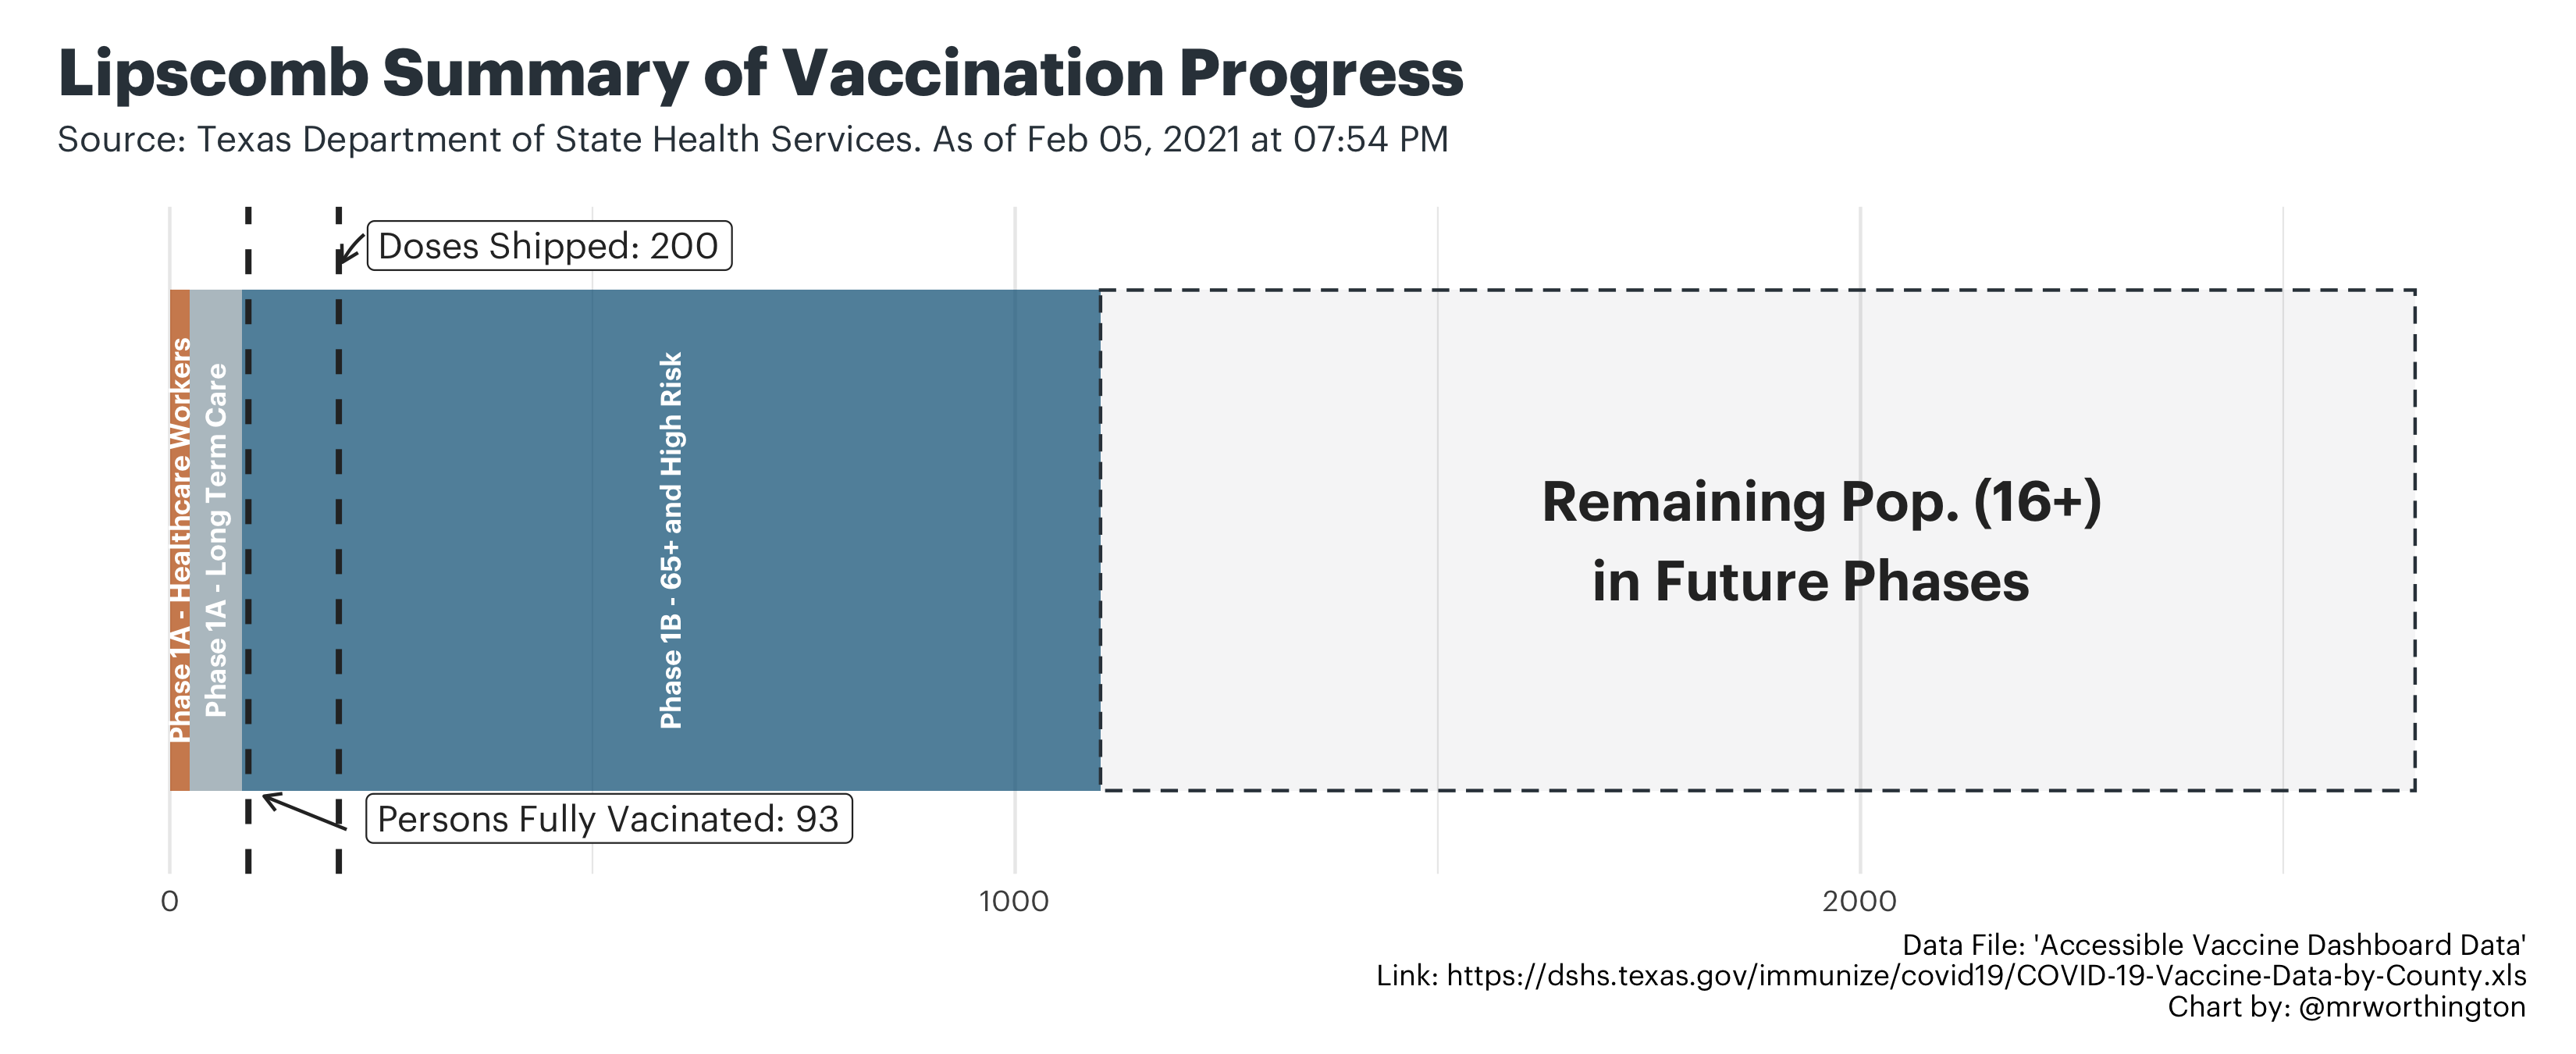 Lipscomb Summary of Vaccination Progress
Source: Texas Department of State Health Services. As of Feb 05, 2021 at 07:54 PM
Doses Shipped: 200
Phase 1A - Healthcare Workers
Phase 1A - Long Term Care
Phase 1B - 65+ and High Risk
Remaining Pop. (16+)
in Future Phases
Persons Fully Vacinated: 93
0
1000
2000
Data File: 'Accessible Vaccine Dashboard Data'
Link: https://dshs.texas.gov/immunize/covid19/COVID-19-Vaccine-Data-by-County.xls
Chart by: @mrworthington